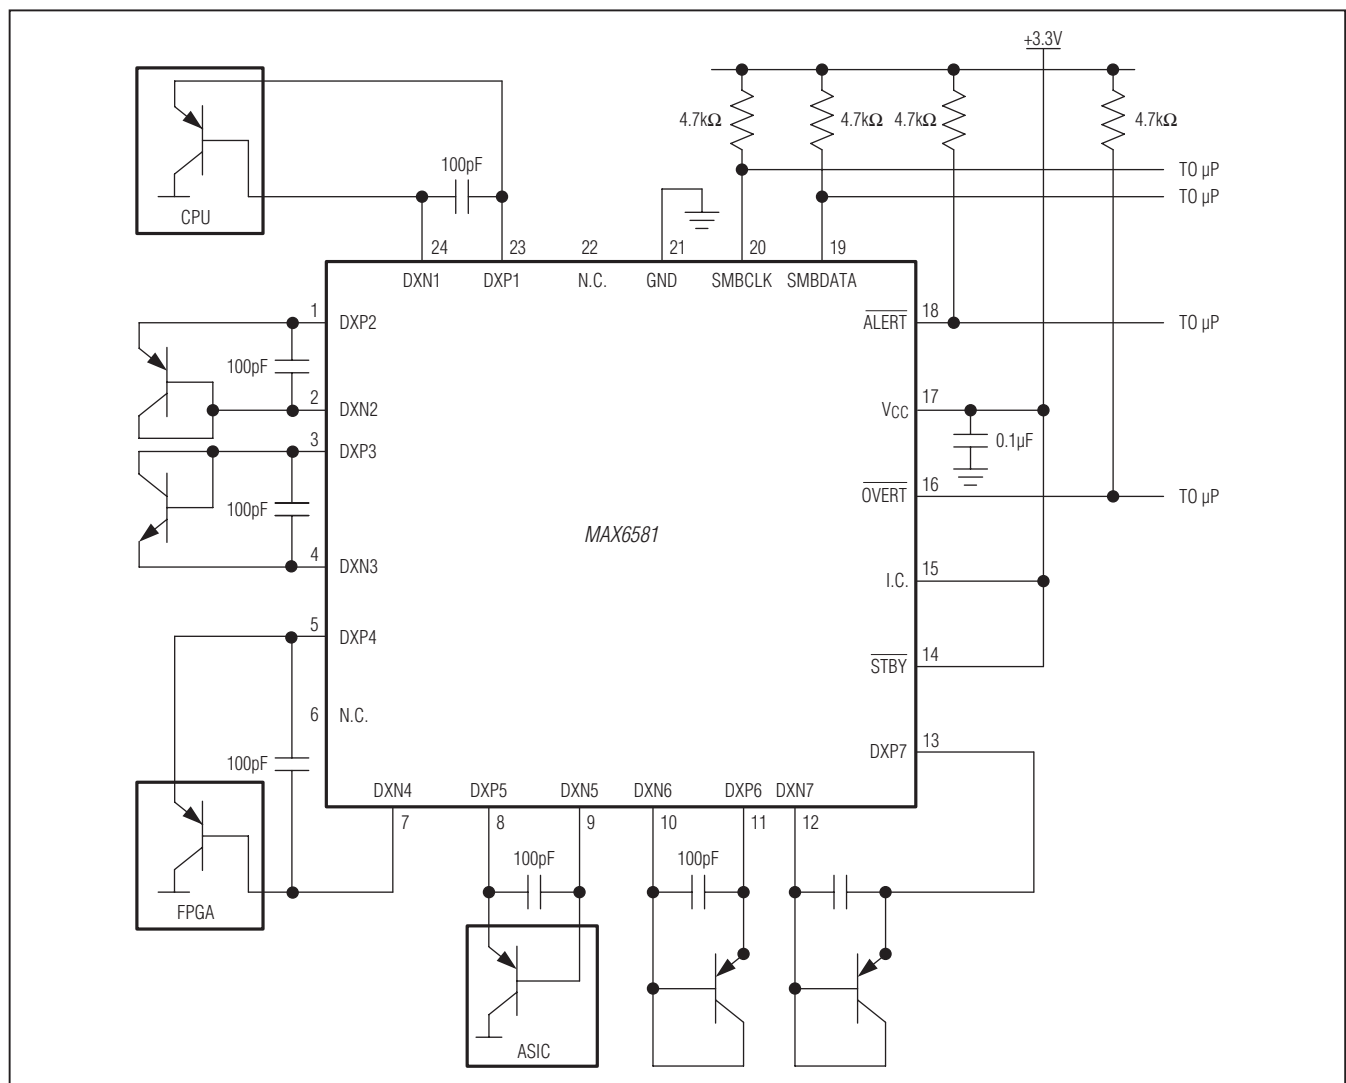 +3.3V
4.7kΩ 4.7kΩ 4.7kΩ 4.7kΩ
100pF
TO µP
TO µP
CPU
24 23 22 21 20 19
DXN1 DXP1 N.C. GND SMBCLK SMBDATA
1 DXP2
100pF
2 DXN2
3 DXP3
100pF
4 DXN3
5 DXP4
6 N.C.
100pF
FPGA
MAX6581
ALERT 18 TO µP
VCC 17
0.1µF
OVERT 16 TO µP
I.C. 15
STBY 14
DXP7 13
DXN4 DXP5 DXN5 DXN6 DXP6 DXN7
7 8 9 10 11 12
100pF 100pF
ASIC